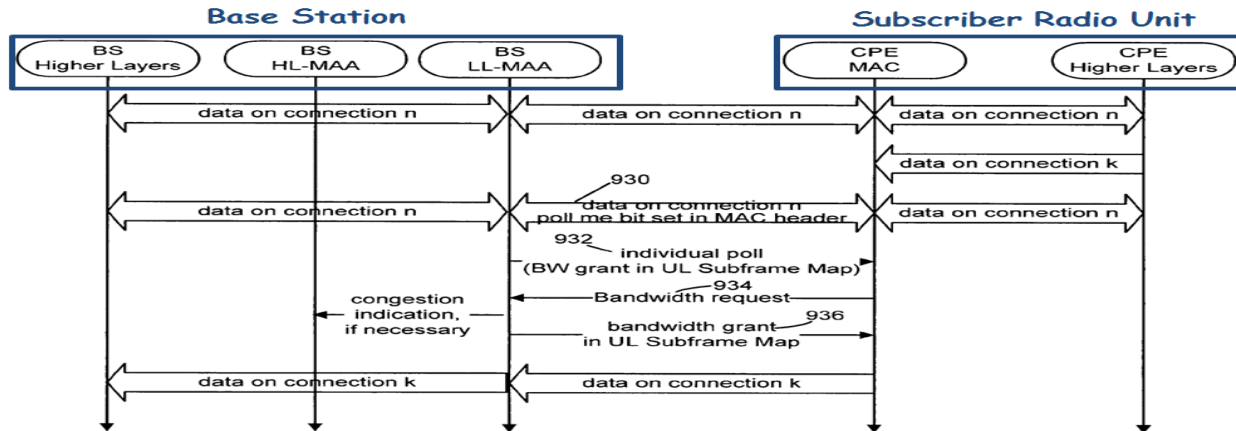 Base Station
Subscriber Radio Unit
BS
Higher Layers
BS
HL-MAA
BS
LL-MAA
CPE
MAC
CPE
Higher Layers
data on connection n
data on connection n
data on connection n
data on connection k
930
data on connection n
data on connection n
poll me bit set in MAC header
data on connection n
932
individual poll
(BW grant in UL Subframe Map)
934
Bandwidth request
congestion
indication,
if necessary
936
bandwidth grant
in UL Subframe Map
data on connection k
data on connection k